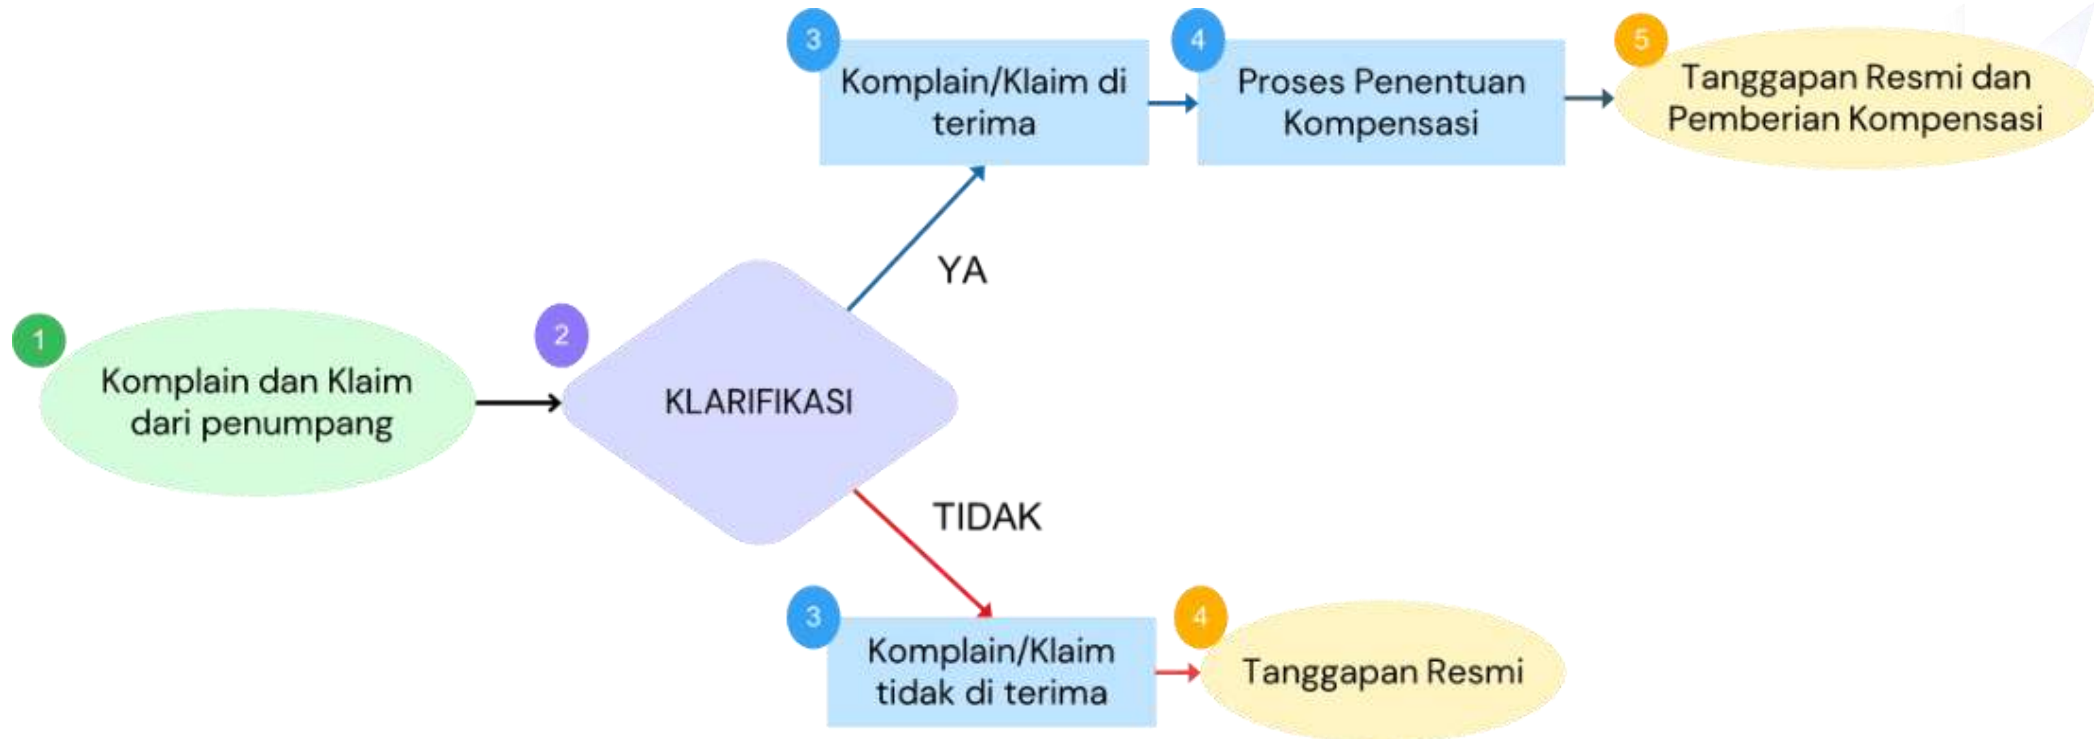 1
Komplain dan Klaim
dari penumpang
2
KLARIFIKASI
YA
3
Komplain/Klaim di
terima
4
Proses Penentuan
Kompensasi
5
Tanggapan Resmi dan
Pemberian Kompensasi
TIDAK
3
Komplain/Klaim
tidak di terima
4
Tanggapan Resmi